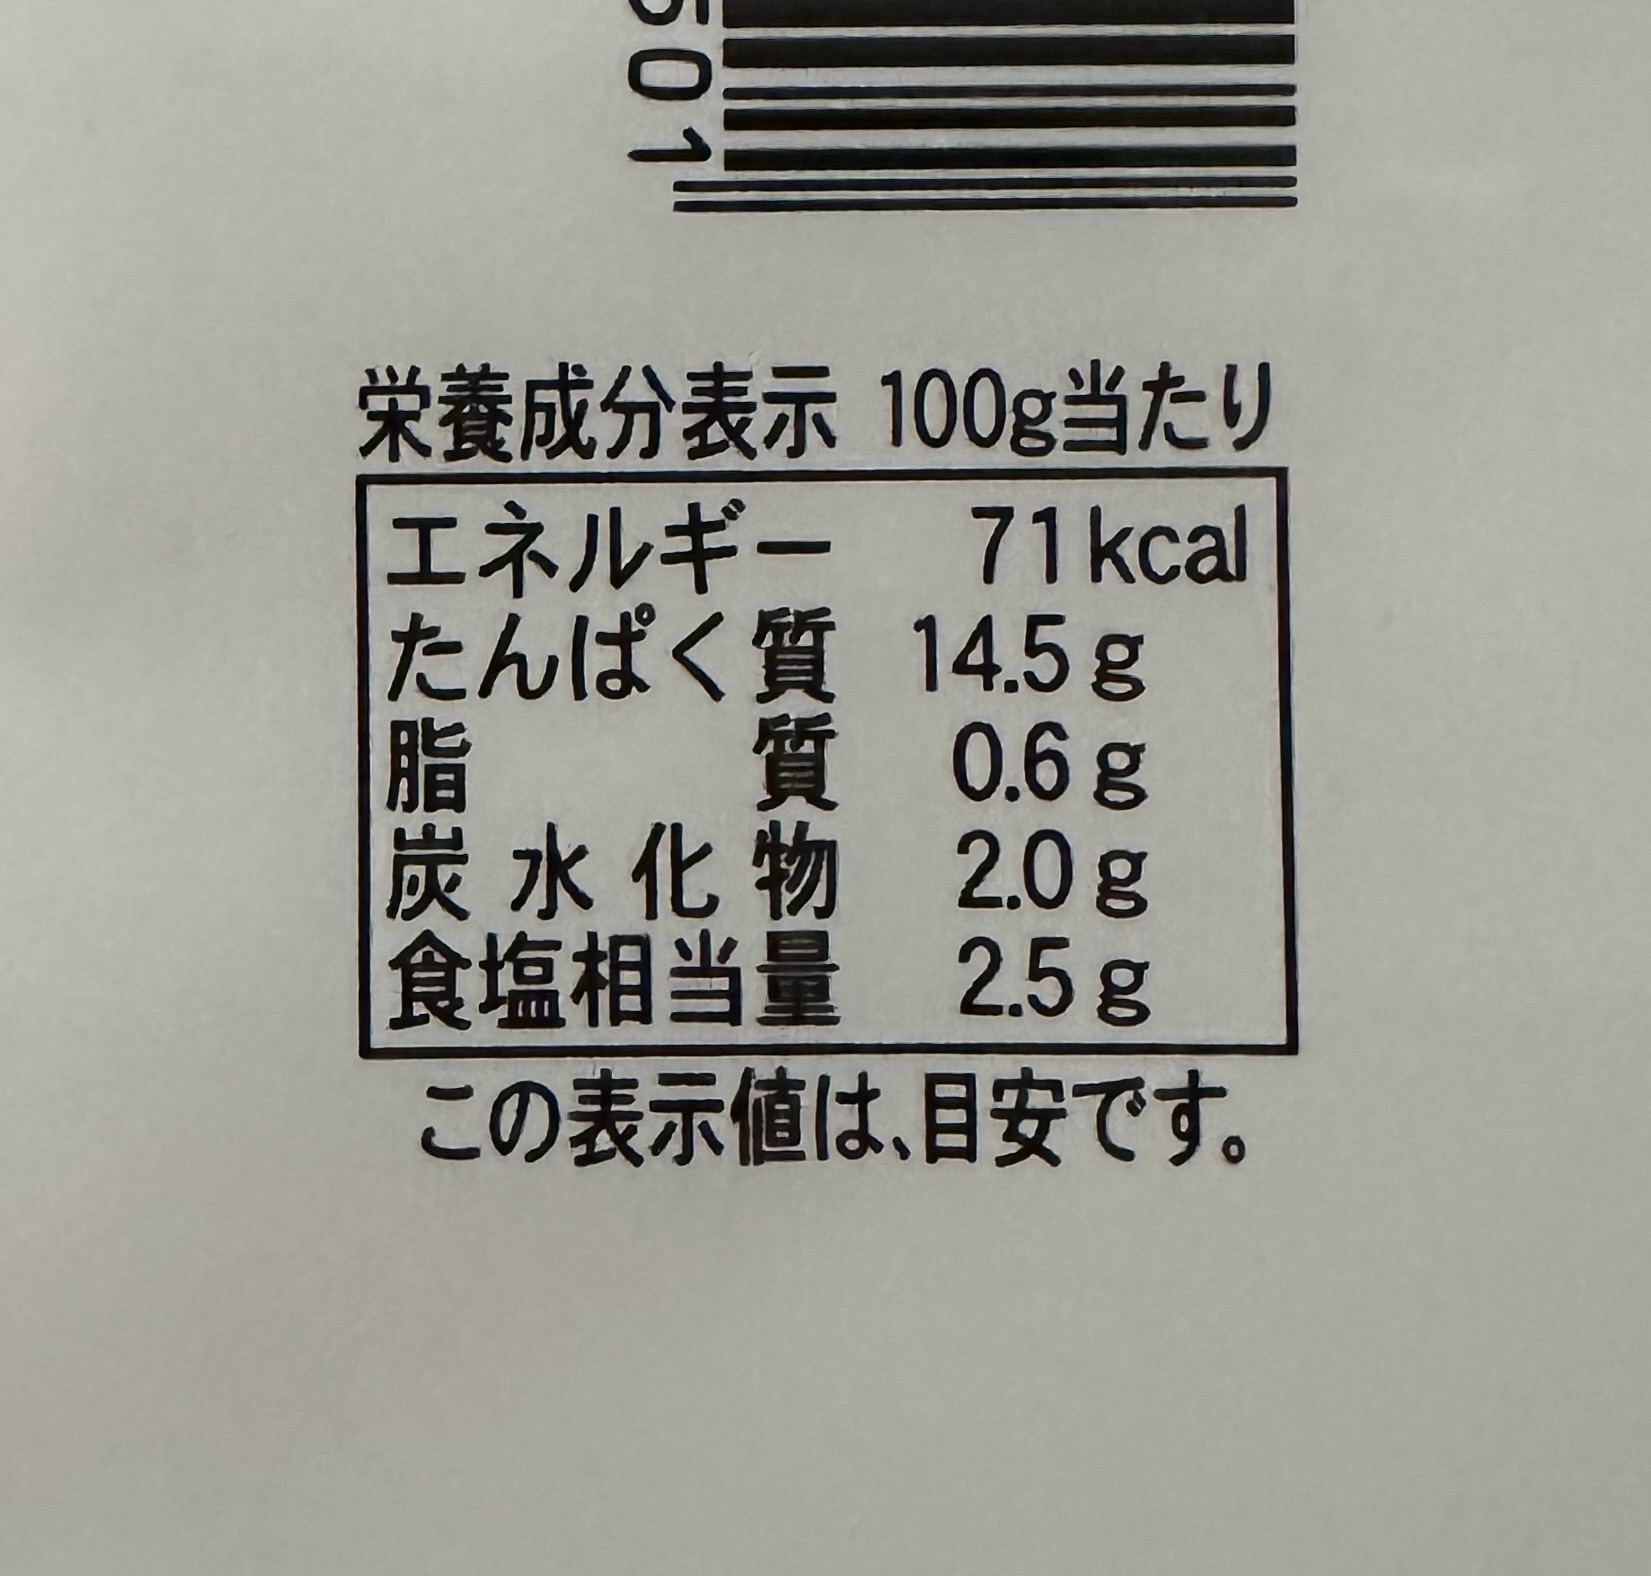 501
栄養成分表示 100g当たり
エネルギー 71kcal
たんぱく質 14.5g
脂質 0.6g
炭水化物 2.0g
食塩相当量 2.5g
この表示値は、目安です。